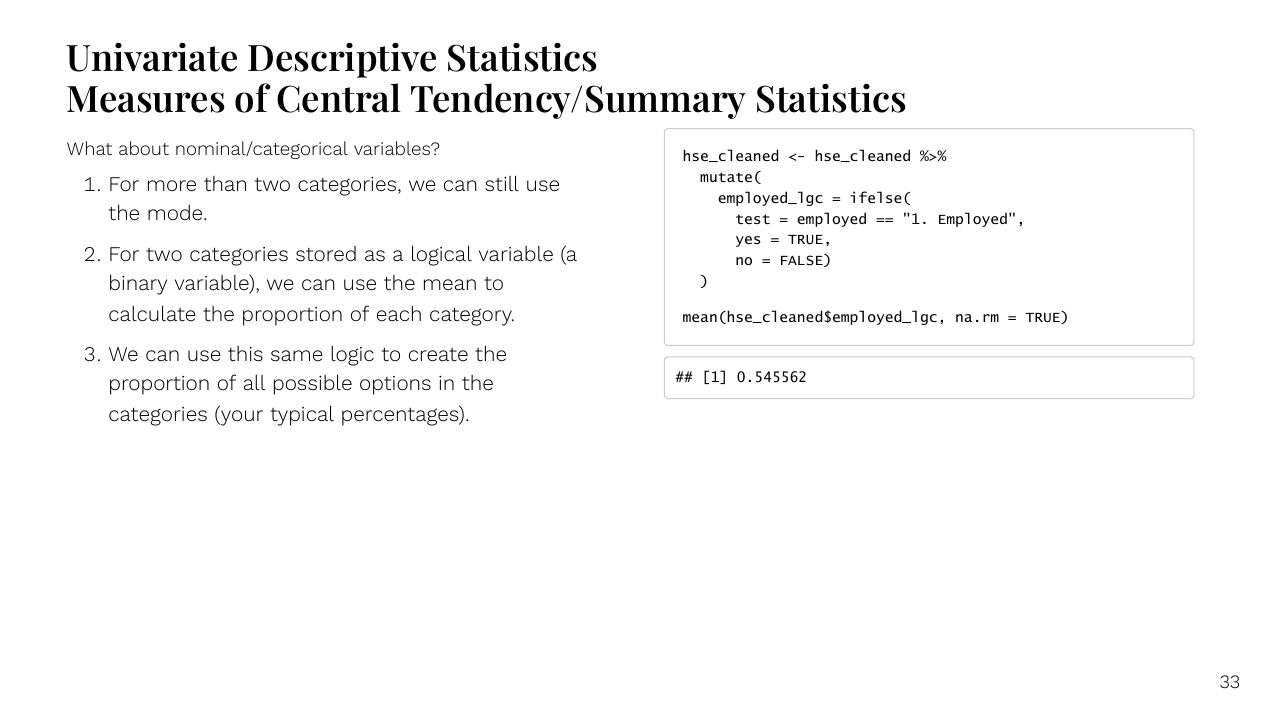 Univariate Descriptive Statistics
Measures of Central Tendency/Summary Statistics
What about nominal/categorical variables?
1. For more than two categories, we can still use
the mode.
2. For two categories stored as a logical variable (a
binary variable), we can use the mean to
calculate the proportion of each category.
3. We can use this same logic to create the
proportion of all possible options in the
categories (your typical percentages).
hse_cleaned <- hse_cleaned %>%
  mutate(
    employed_lgc = ifelse(
      test = employed == "1. Employed",
      yes = TRUE,
      no = FALSE)
  )
mean(hse_cleaned$employed_lgc, na.rm = TRUE)
## [1] 0.545562
33